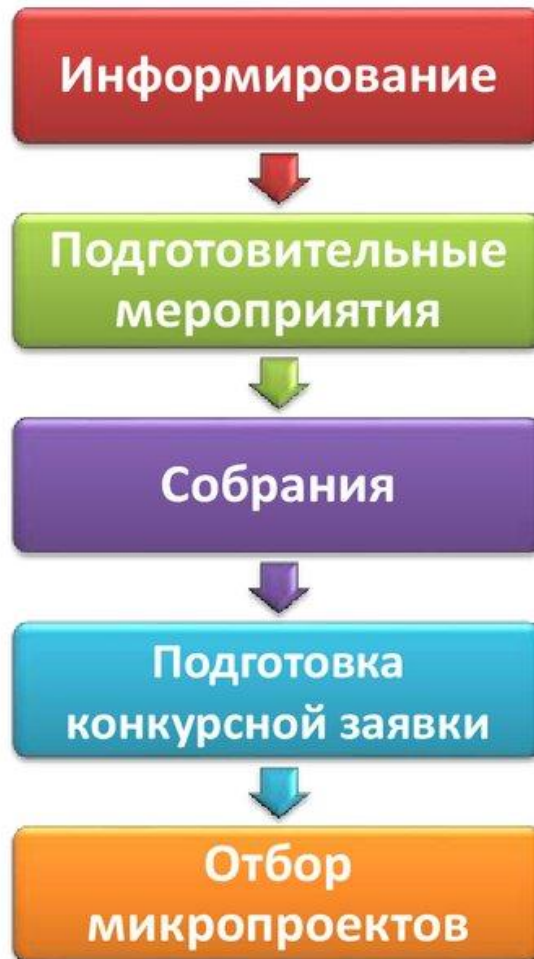 Информирование
Подготовительные
мероприятия
Собрания
Подготовка
конкурсной заявки
Отбор
микропроектов